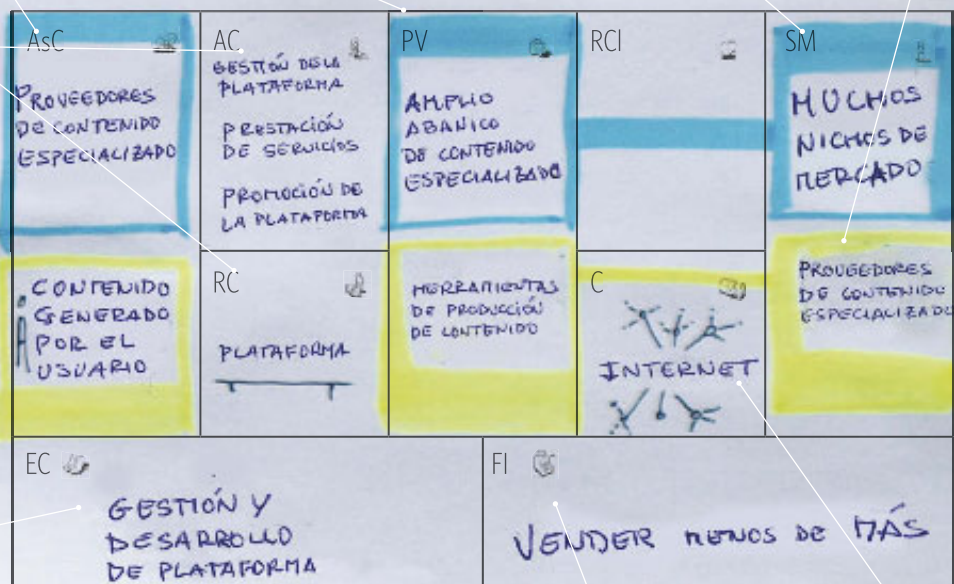 AsC
PROVEEDORES
DE CONTENIDO
ESPECIALIZADO
CONTENIDO
GENERADO
POR EL
USUARIO
AC
GESTIÓN DE LA
PLATAFORMA
PRESTACIÓN
DE SERVICIOS
PROMOCIÓN DE
LA PLATAFORMA
RC
PLATAFORMA
PV
AMPLIO
ABANICO
DE CONTENIDO
ESPECIALIZADO
HERRAMIENTAS
DE PRODUCCIÓN
DE CONTENIDO
RCI
C
INTERNET
SM
MUCHOS
NICHOS DE
MERCADO
PROVEEDORES
DE CONTENIDO
ESPECIALIZADO
EC
GESTIÓN Y
DESARROLLO
DE PLATAFORMA
FI
VENDER MENOS DE MÁS